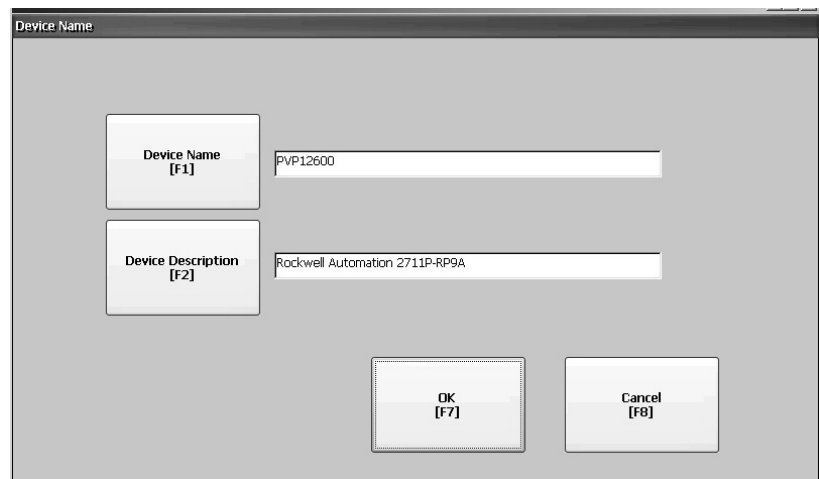 Device Name
Device Name
[F1]
PVP12600
Device Description
[F2]
Rockwell Automation 2711P-RP9A
OK
[F7]
Cancel
[F8]